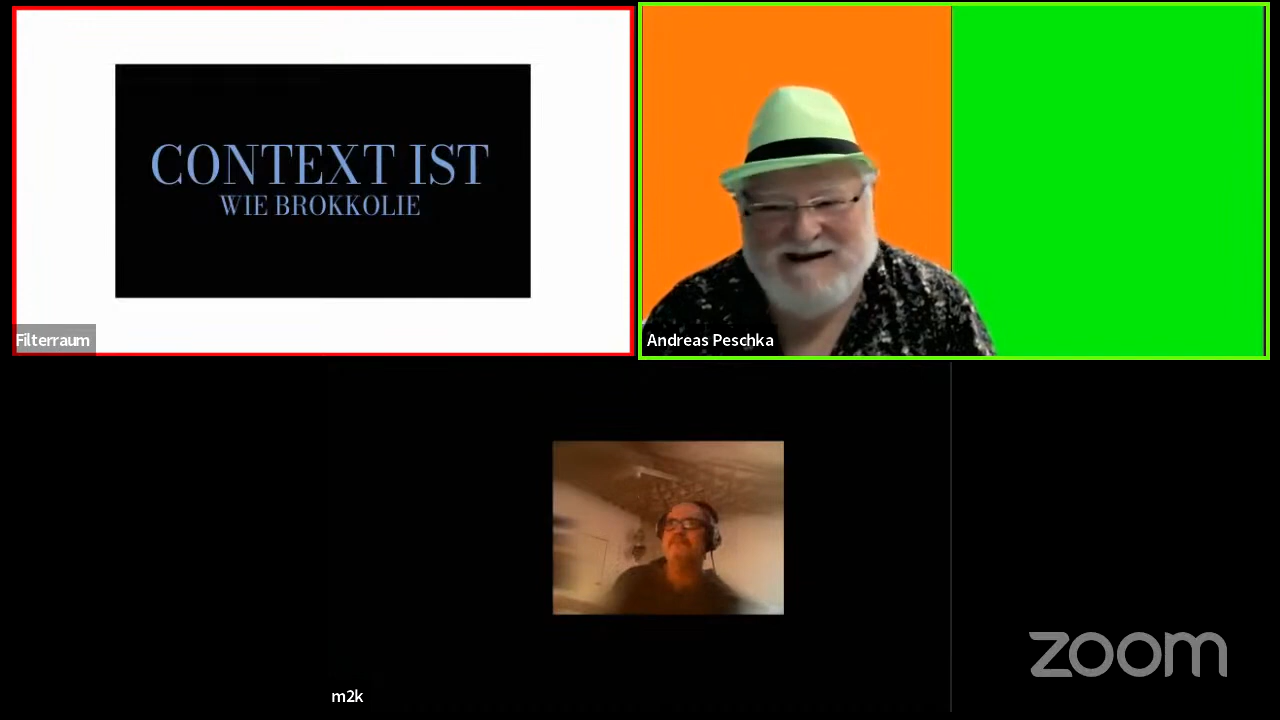 CONTEXT IST
WIE BROKKOLIE
Filterraum
Andreas Peschka
m2k
zoom